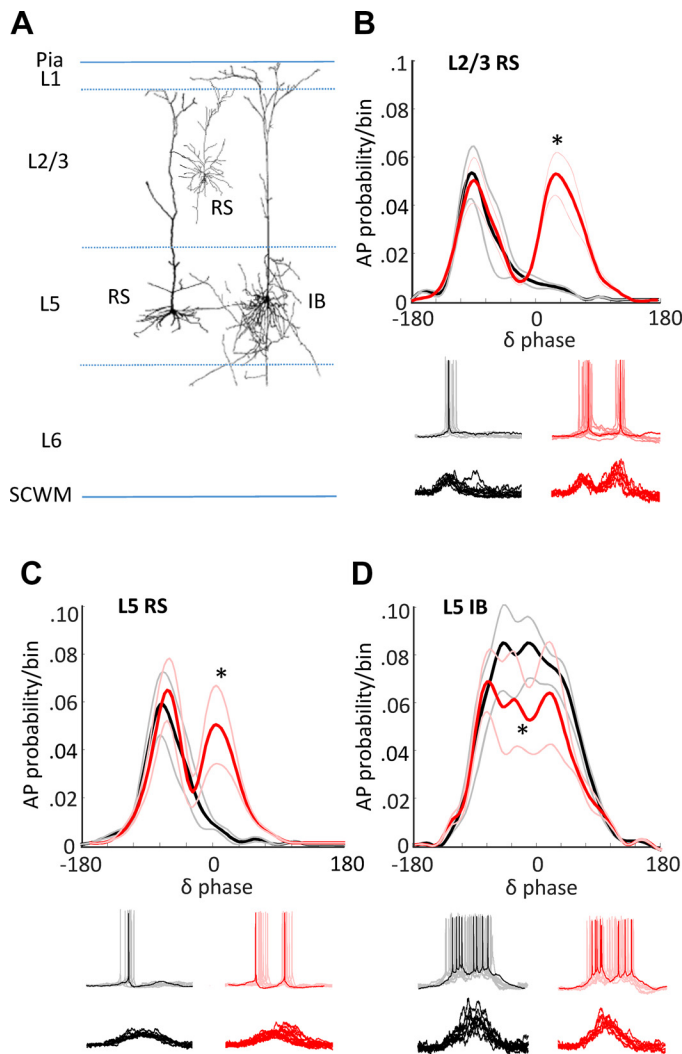 A
Pia
L1
L2/3
RS
RS
IB
L5
L6
SCWM
B
L2/3 RS
.1
.08
.06
.04
.02
0
*
AP probability/bin
-180
0
180
δ phase
C
L5 RS
.10
.08
.06
.04
.02
0
*
AP probability/bin
-180
0
180
δ phase
D
L5 IB
.10
.08
.06
.04
.02
0
*
AP probability/bin
-180
0
180
δ phase